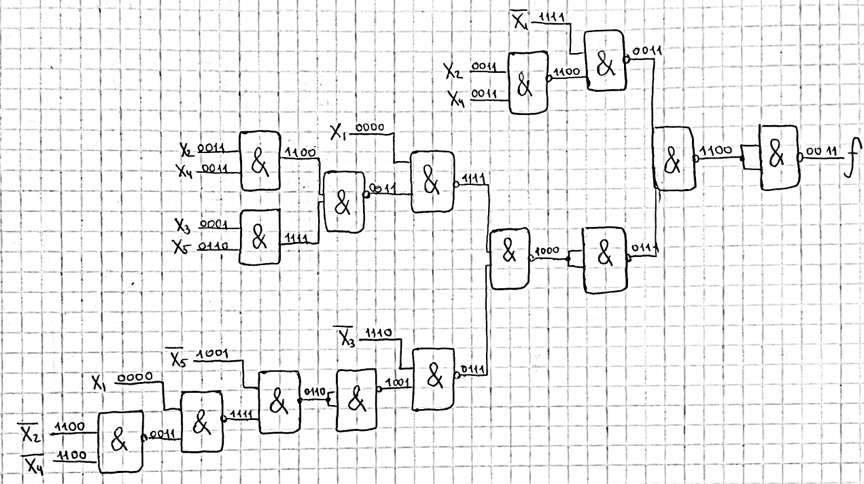 X̅₁ 1111
0011
X₂ 0011
&
&
1100
X₄ 0011
X₁ 0000
X₂ 0011
1100
X₄ 0011
&
&
1111
0011
&
&
1100
&
0011 f
X₃ 0001
X₅ 0110
&
1111
&
1000
&
0111
X̅₃ 1110
X̅₅ 1001
X₁ 0000
&
0110
&
1001
&
0111
X̅₂ 1100
&
0011
&
1111
X̅₄ 1100